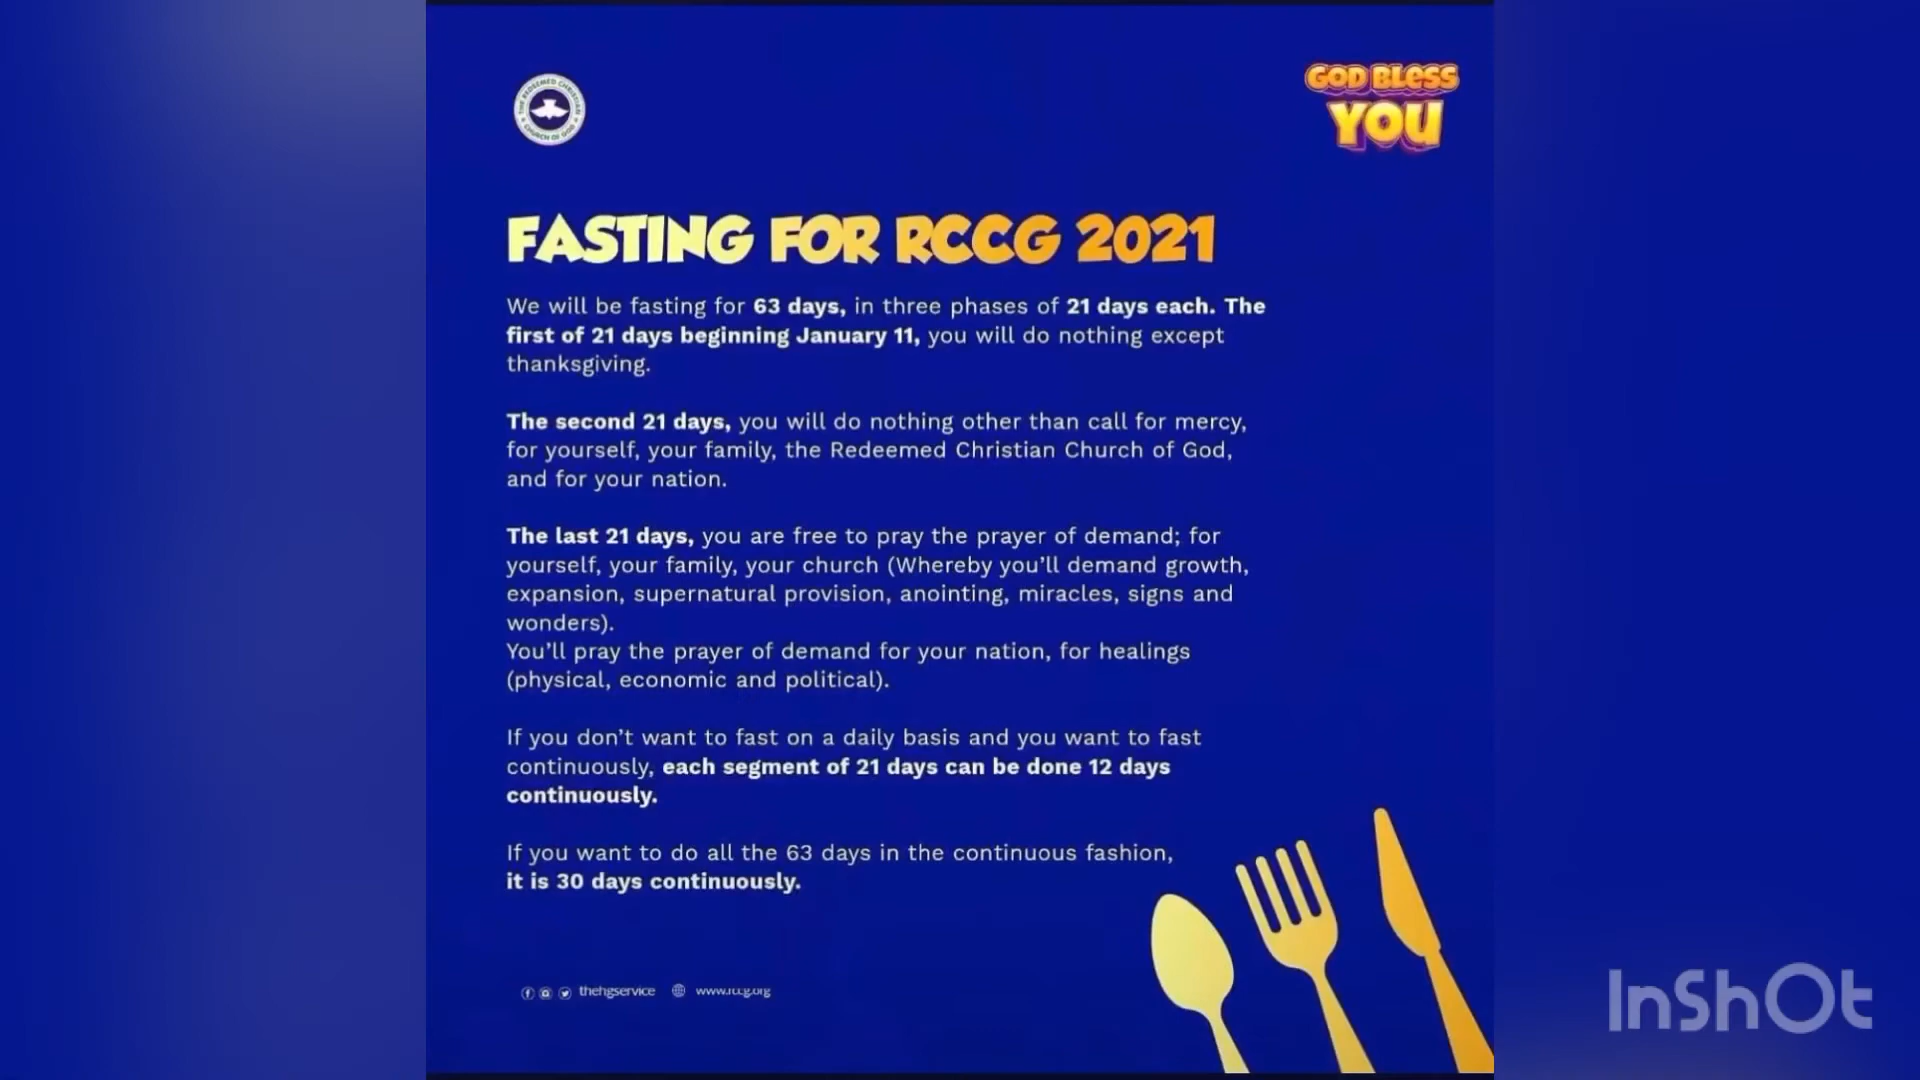 THE REDEEMED CHRISTIAN
CHURCH OF GOD
GOD BLESS
YOU
FASTING FOR RCCG 2021
We will be fasting for 63 days, in three phases of 21 days each. The
first of 21 days beginning January 11, you will do nothing except
thanksgiving.
The second 21 days, you will do nothing other than call for mercy,
for yourself, your family, the Redeemed Christian Church of God,
and for your nation.
The last 21 days, you are free to pray the prayer of demand; for
yourself, your family, your church (Whereby you'll demand growth,
expansion, supernatural provision, anointing, miracles, signs and
wonders).
You'll pray the prayer of demand for your nation, for healings
(physical, economic and political).
If you don't want to fast on a daily basis and you want to fast
continuously, each segment of 21 days can be done 12 days
continuously.
If you want to do all the 63 days in the continuous fashion,
it is 30 days continuously.
thehgservice www.rccg.org
InShOt